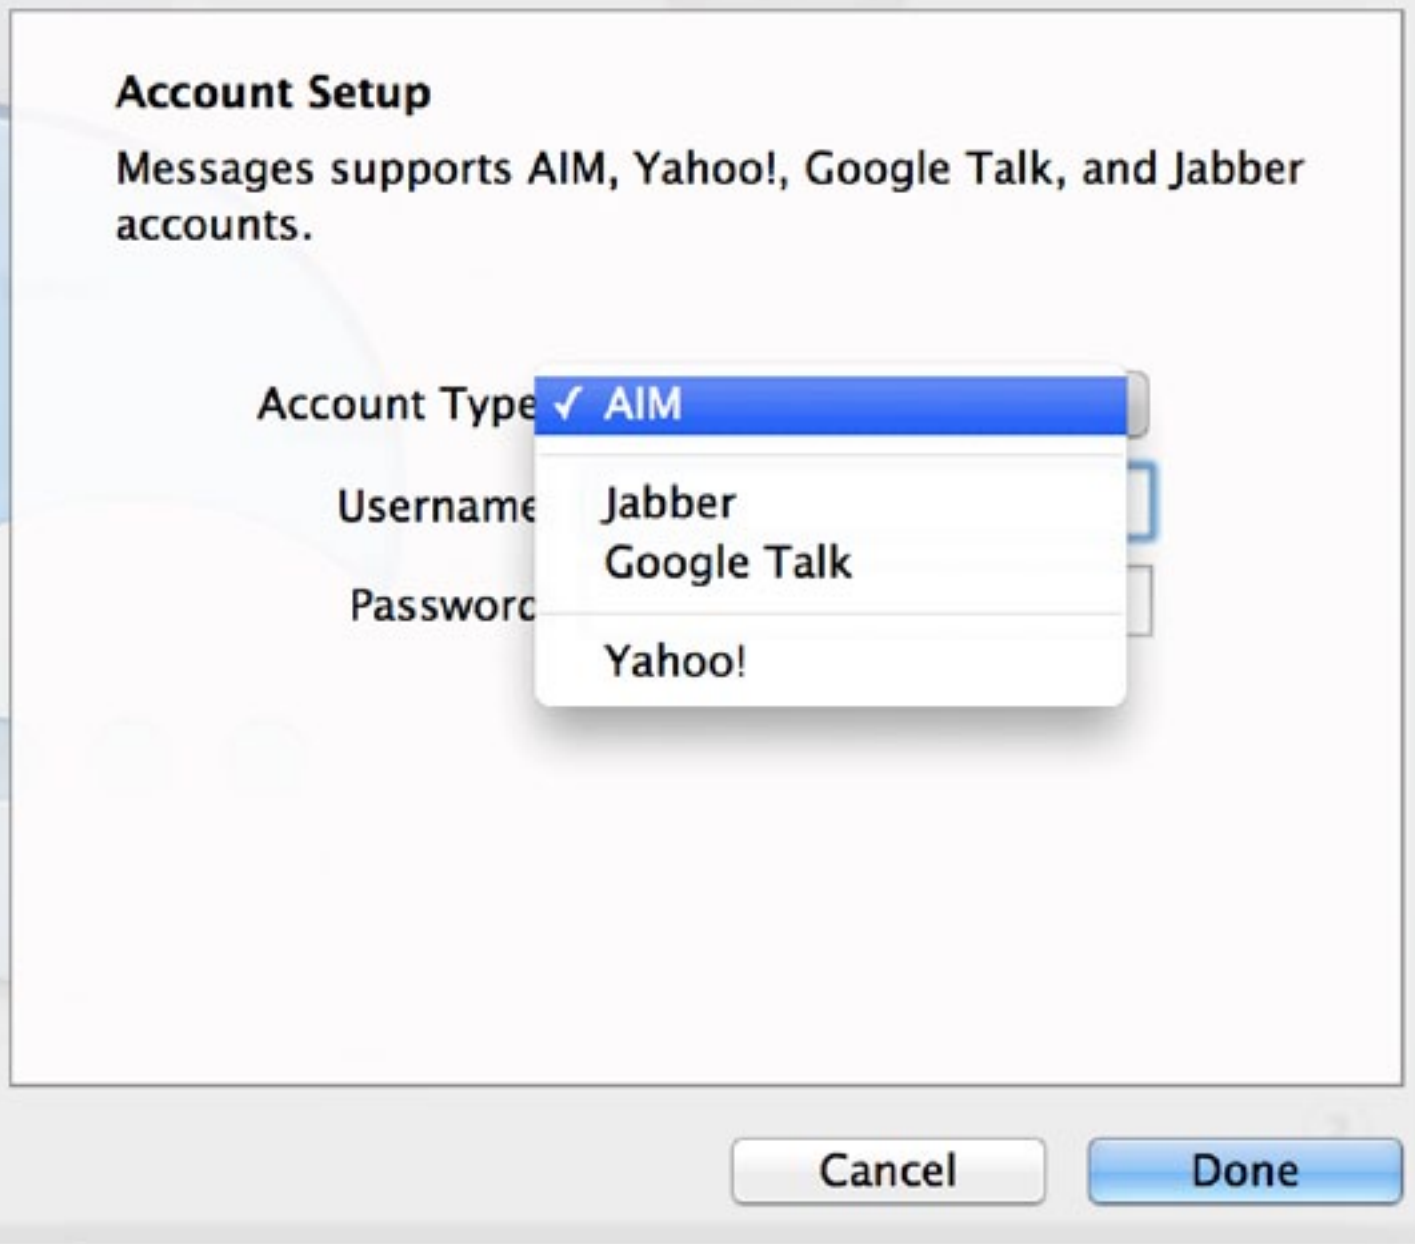 Account Setup
Messages supports AIM, Yahoo!, Google Talk, and Jabber
accounts.
Account Type
✓ AIM
Username
Jabber
Google Talk
Password
Yahoo!
Cancel
Done